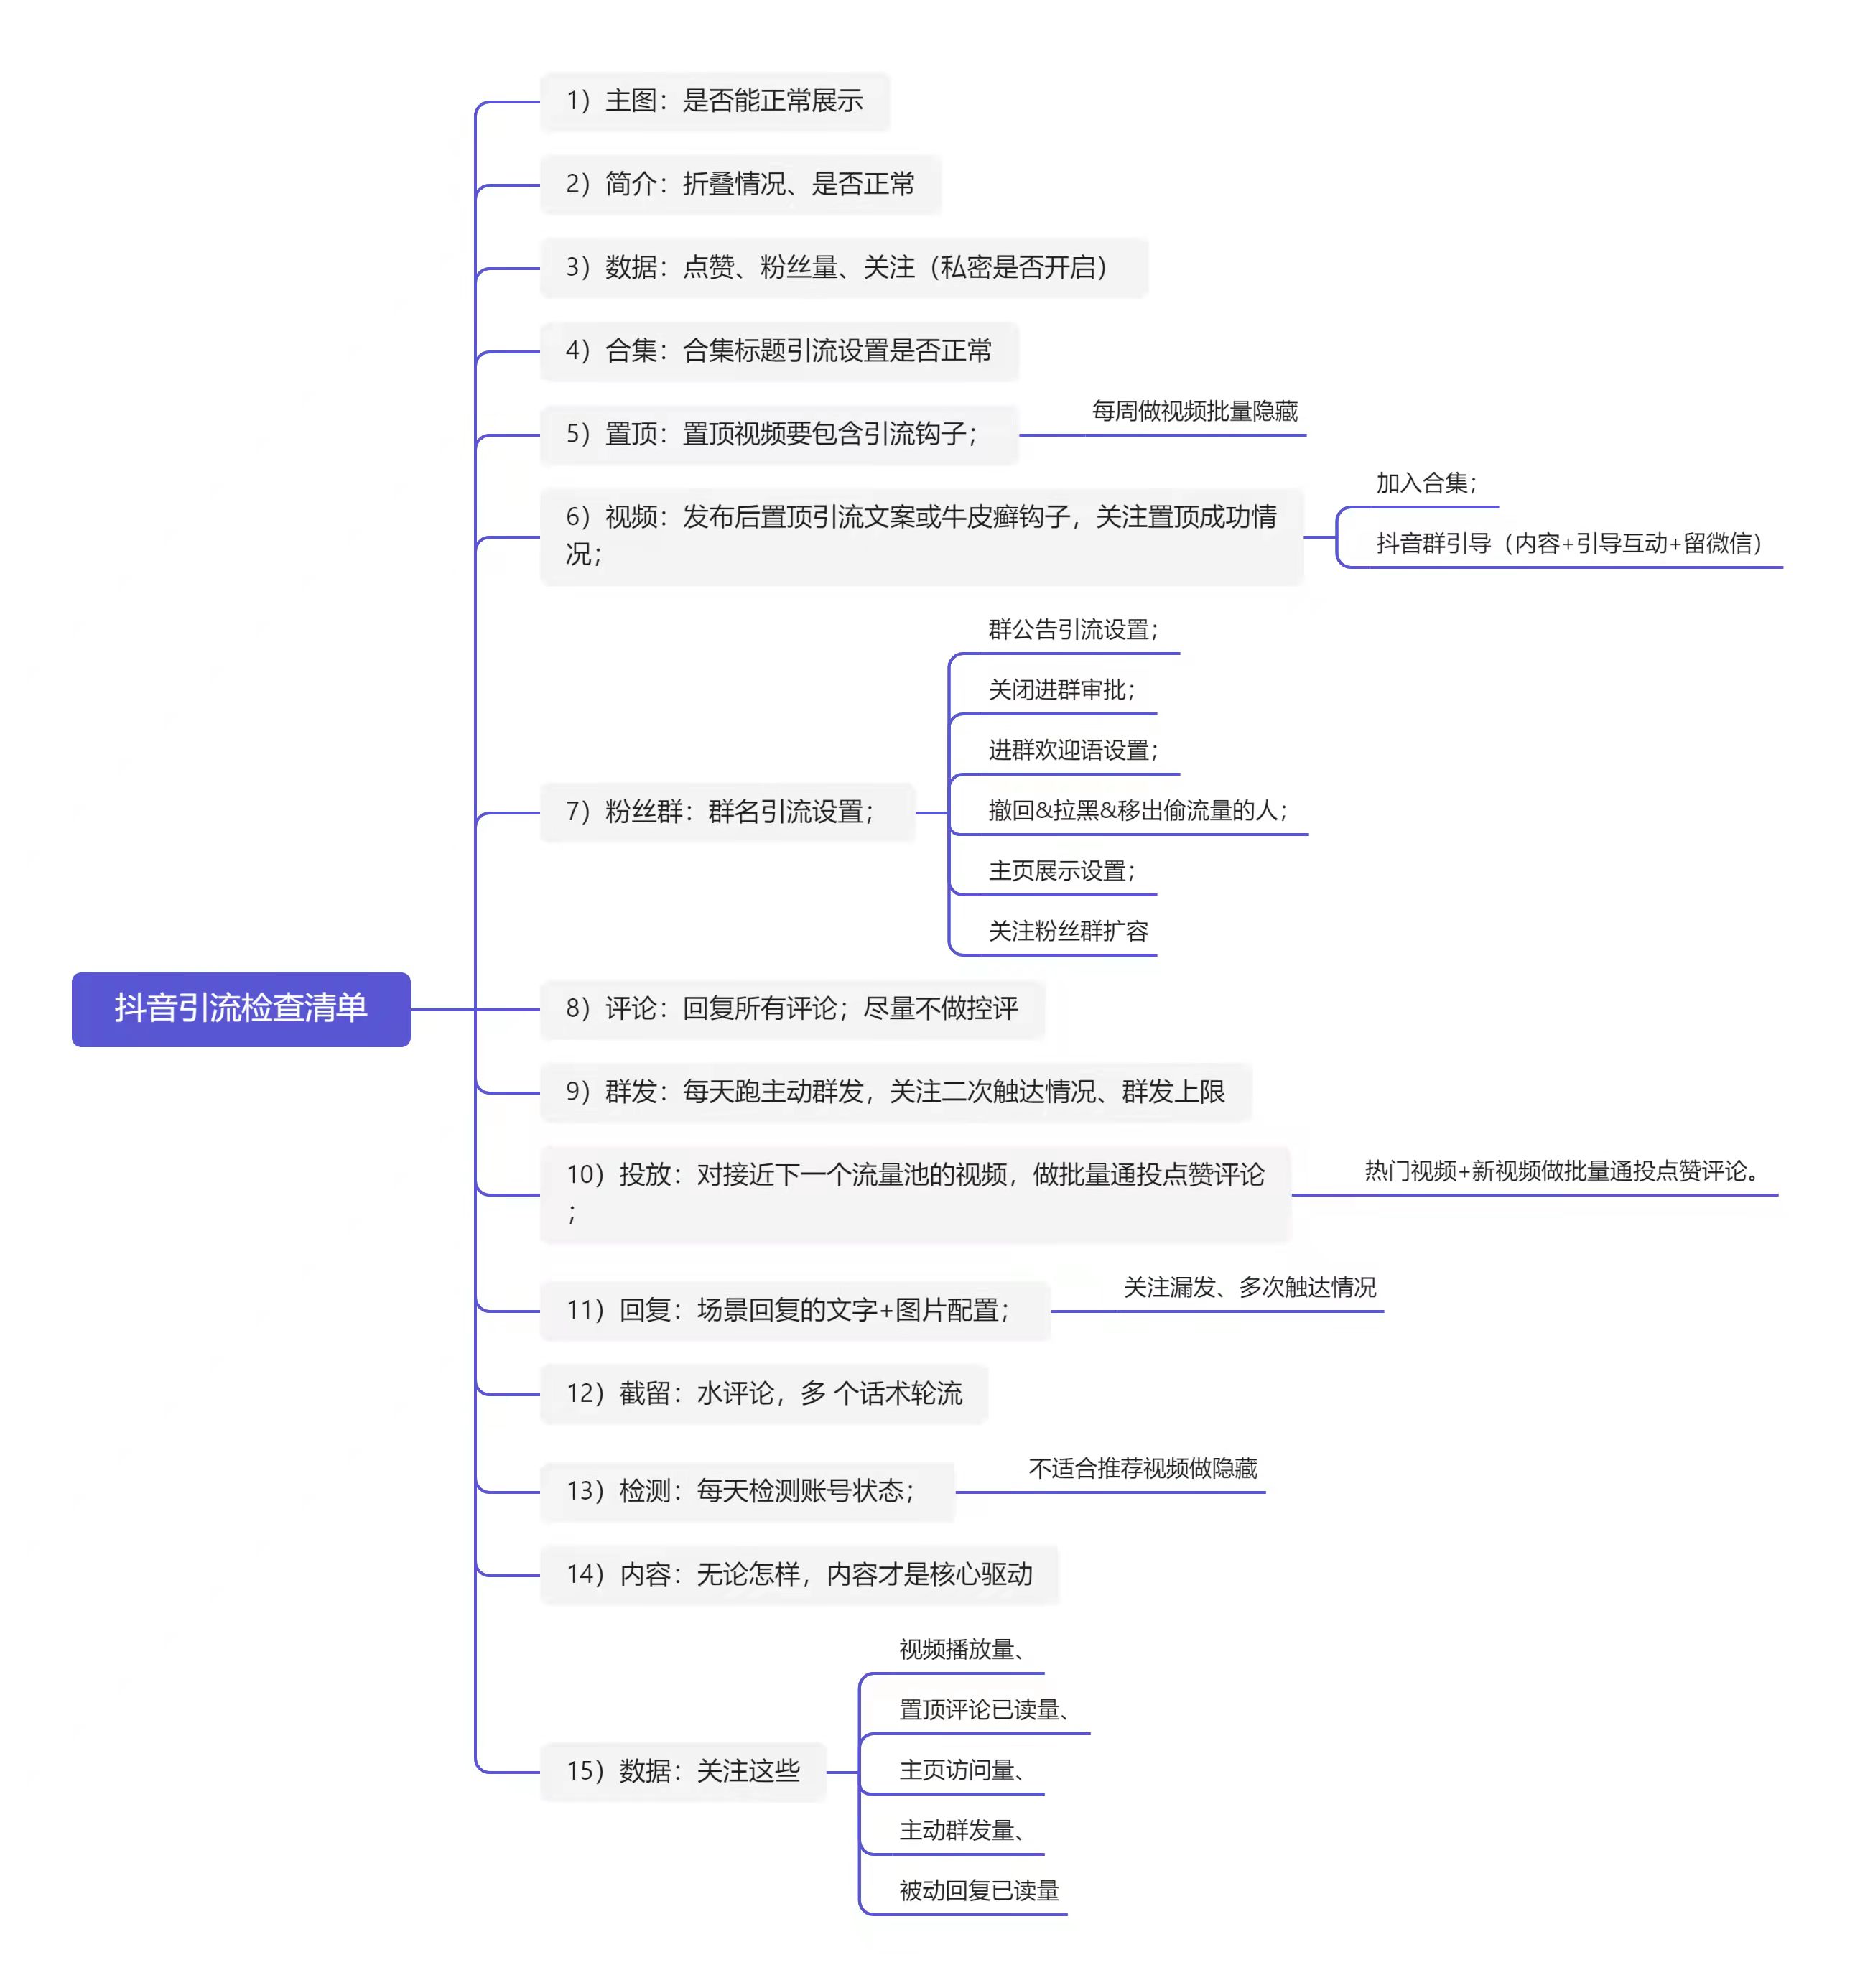 抖音引流检查清单
1）主图：是否能正常展示
2）简介：折叠情况、是否正常
3）数据：点赞、粉丝量、关注（私密是否开启）
4）合集：合集标题引流设置是否正常
5）置顶：置顶视频要包含引流钩子；
每周做视频批量隐藏
6）视频：发布后置顶引流文案或牛皮癣钩子，关注置顶成功情
况；
加入合集；
抖音群引导（内容+引导互动+留微信）
7）粉丝群：群名引流设置；
群公告引流设置；
关闭进群审批；
进群欢迎语设置；
撤回&拉黑&移出偷流量的人；
主页展示设置；
关注粉丝群扩容
8）评论：回复所有评论；尽量不做控评
9）群发：每天跑主动群发，关注二次触达情况、群发上限
10）投放：对接近下一个流量池的视频，做批量通投点赞评论
；
热门视频+新视频做批量通投点赞评论。
11）回复：场景回复的文字+图片配置；
关注漏发、多次触达情况
12）截留：水评论，多 个话术轮流
13）检测：每天检测账号状态；
不适合推荐视频做隐藏
14）内容：无论怎样，内容才是核心驱动
15）数据：关注这些
视频播放量、
置顶评论已读量、
主页访问量、
主动群发量、
被动回复已读量